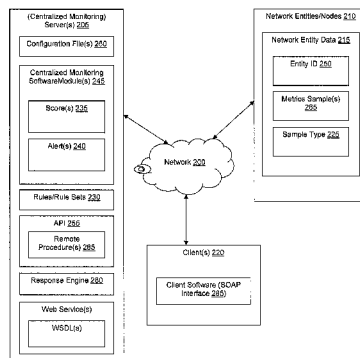 (Centralized Monitoring)
Server(s) 205
Configuration File(s) 250
Centralized Monitoring
SoftwareModule(s) 245
Score(s) 235
Alert(s) 240
Rules/Rule Sets 230
API 255
Remote
Procedure(s) 265
Response Engine 260
Web Service(s)
WSDL(s)
Network 200
Client(s) 220
Client Software (SOAP
Interface 285)
Network Entities/Nodes 210
Network Entity Data 215
Entity ID
Metrics Sample(s)
Sample Type 225